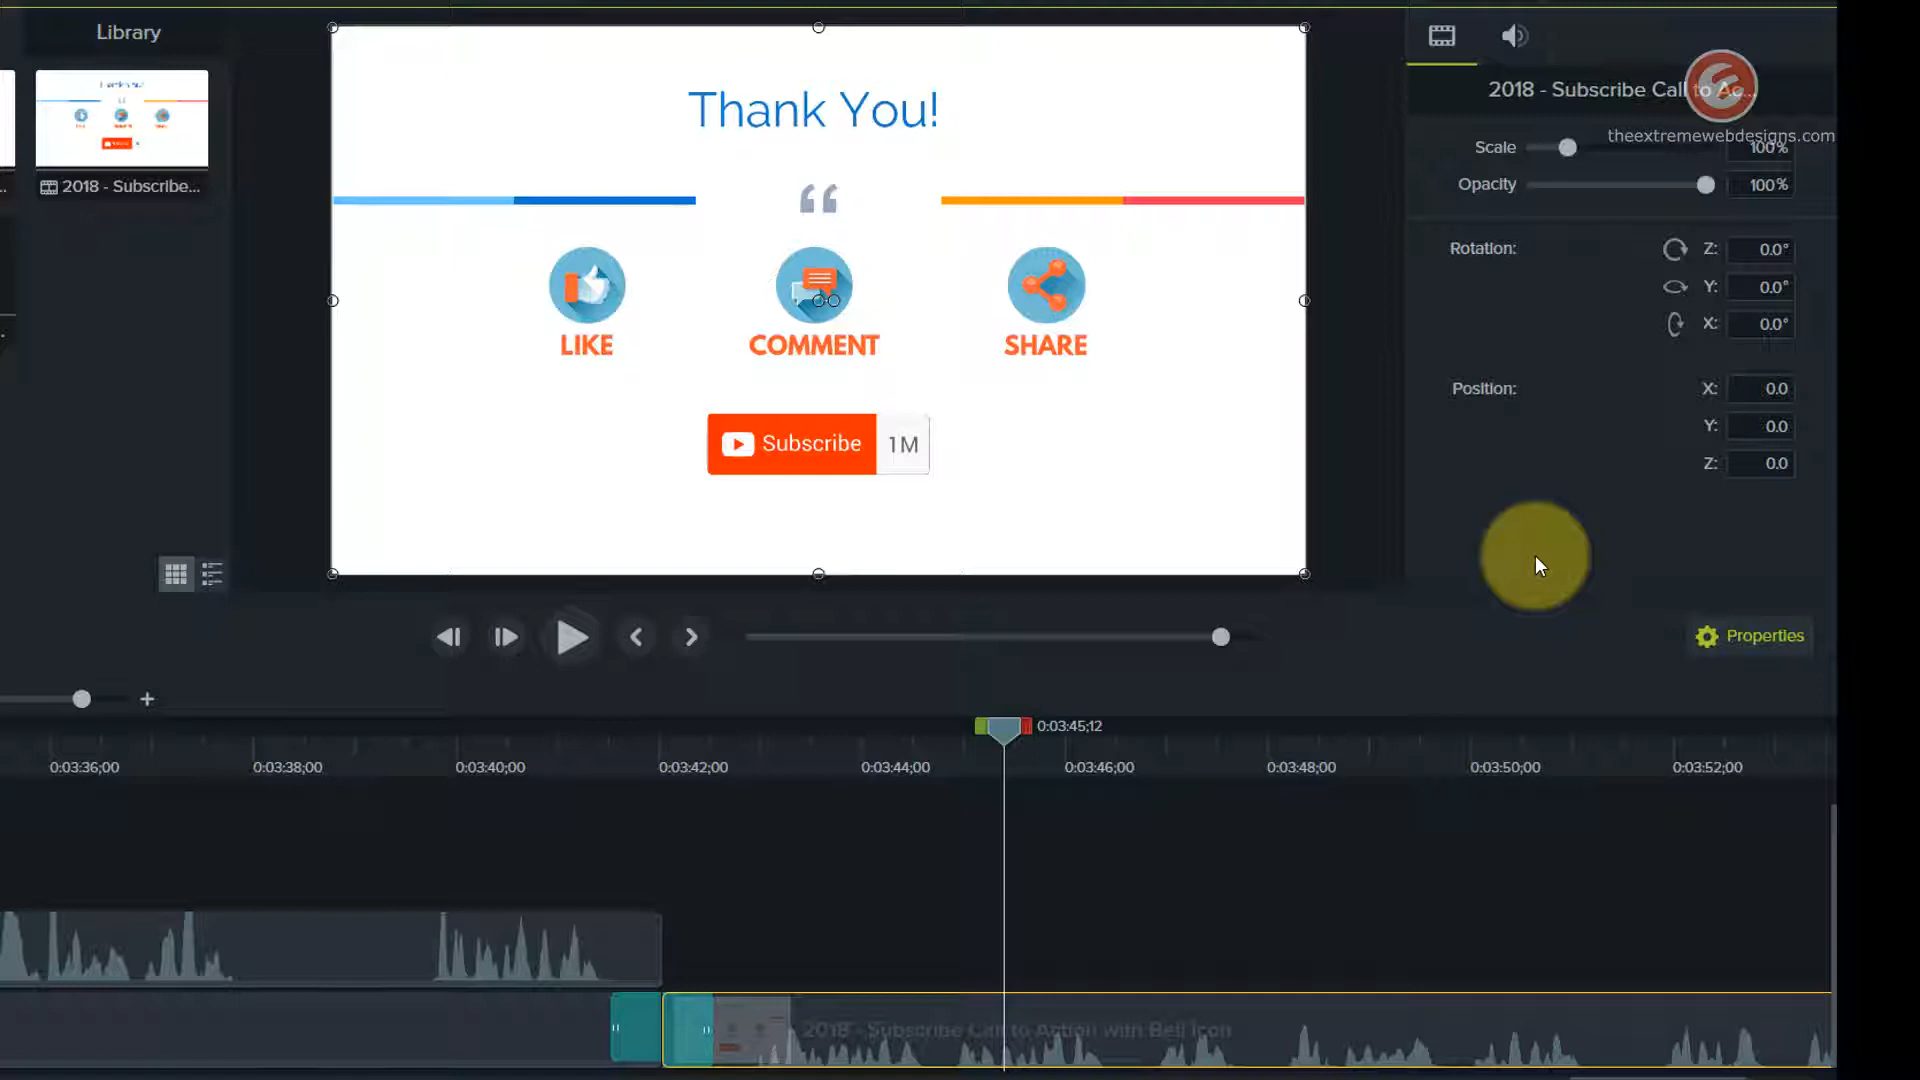 Library
2018 - Subscribe...
Thank You!
LIKE
COMMENT
SHARE
Subscribe
1M
2018 - Subscribe Call to Ac...
theextremewebdesigns.com
Scale
100%
Opacity
100%
Rotation:
Z:
0.0°
Y:
0.0°
X:
0.0°
Position:
X:
0.0
Y:
0.0
Z:
0.0
Properties
0:03:45;12
0:03:36;00
0:03:38;00
0:03:40;00
0:03:42;00
0:03:44;00
0:03:46;00
0:03:48;00
0:03:50;00
0:03:52;00
2018 - Subscribe Call to Action with Bell Icon